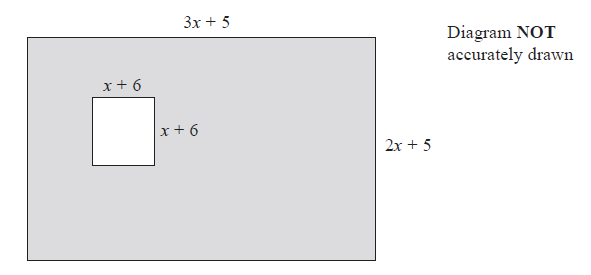 3x + 5
Diagram NOT
accurately drawn
x + 6
x + 6
2x + 5